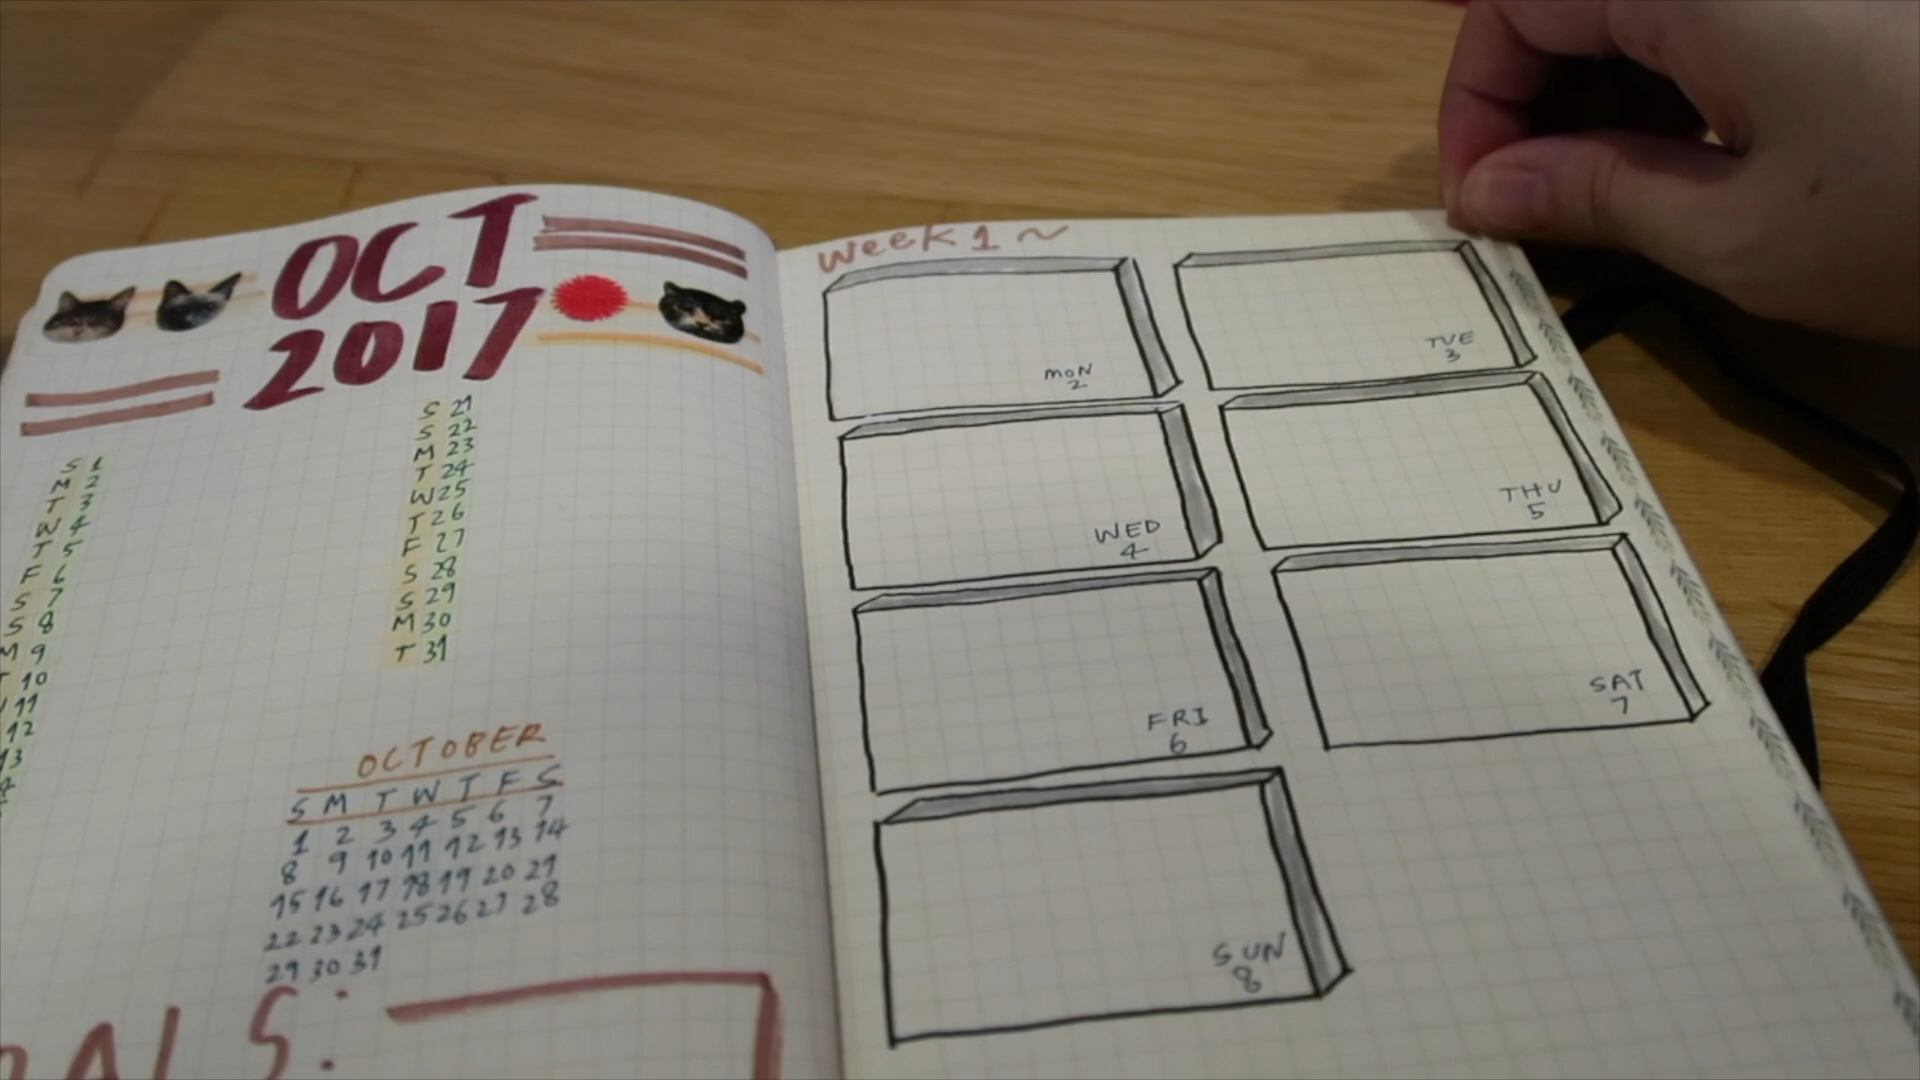 OCT
2017
S 1
M 2
T 3
W 4
T 5
F 6
S 7
S 8
M 9
T 10
11
12
13
S 21
S 22
M 23
T 24
W 25
T 26
F 27
S 28
S 29
M 30
T 31
OCTOBER
S M T W T F S
1 2 3 4 5 6 7
8 9 10 11 12 13 14
15 16 17 18 19 20 21
22 23 24 25 26 27 28
29 30 31
ALS:
Week 1 ~
MON
2
TUE
3
WED
4
THU
5
FRI
6
SAT
7
SUN
8